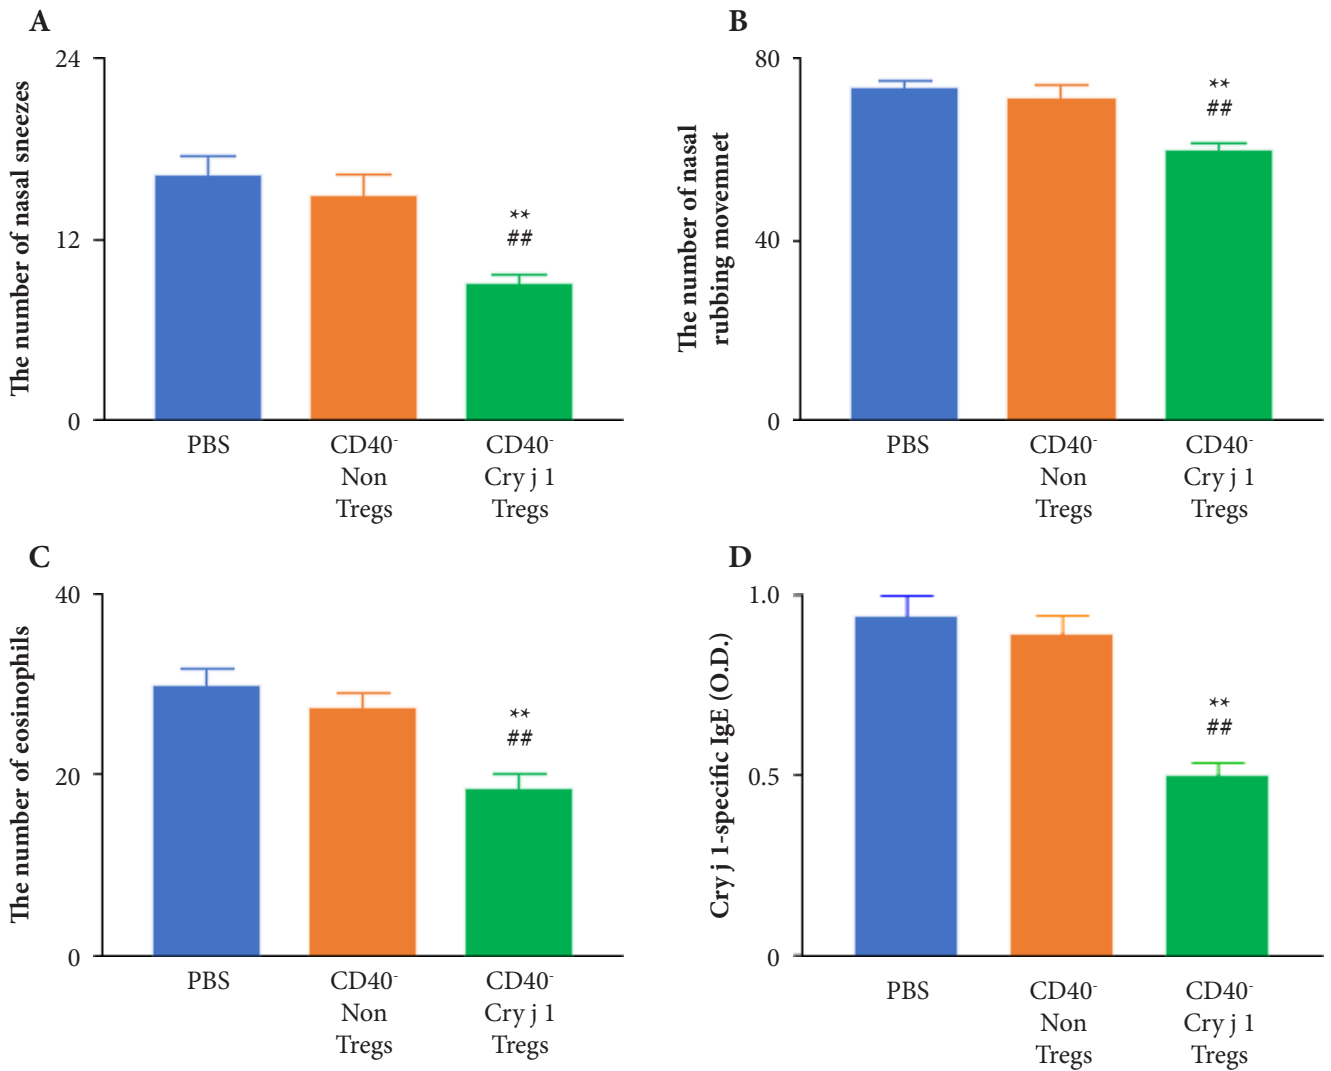 A
The number of nasal sneezes
24
12
0
**
##
PBS
CD40-
Non
Tregs
CD40-
Cry j 1
Tregs
B
The number of nasal
rubbing movemnet
80
40
0
**
##
PBS
CD40-
Non
Tregs
CD40-
Cry j 1
Tregs
C
The number of eosinophils
40
20
0
**
##
PBS
CD40-
Non
Tregs
CD40-
Cry j 1
Tregs
D
Cry j 1-specific IgE (O.D.)
1.0
0.5
0
**
##
PBS
CD40-
Non
Tregs
CD40-
Cry j 1
Tregs